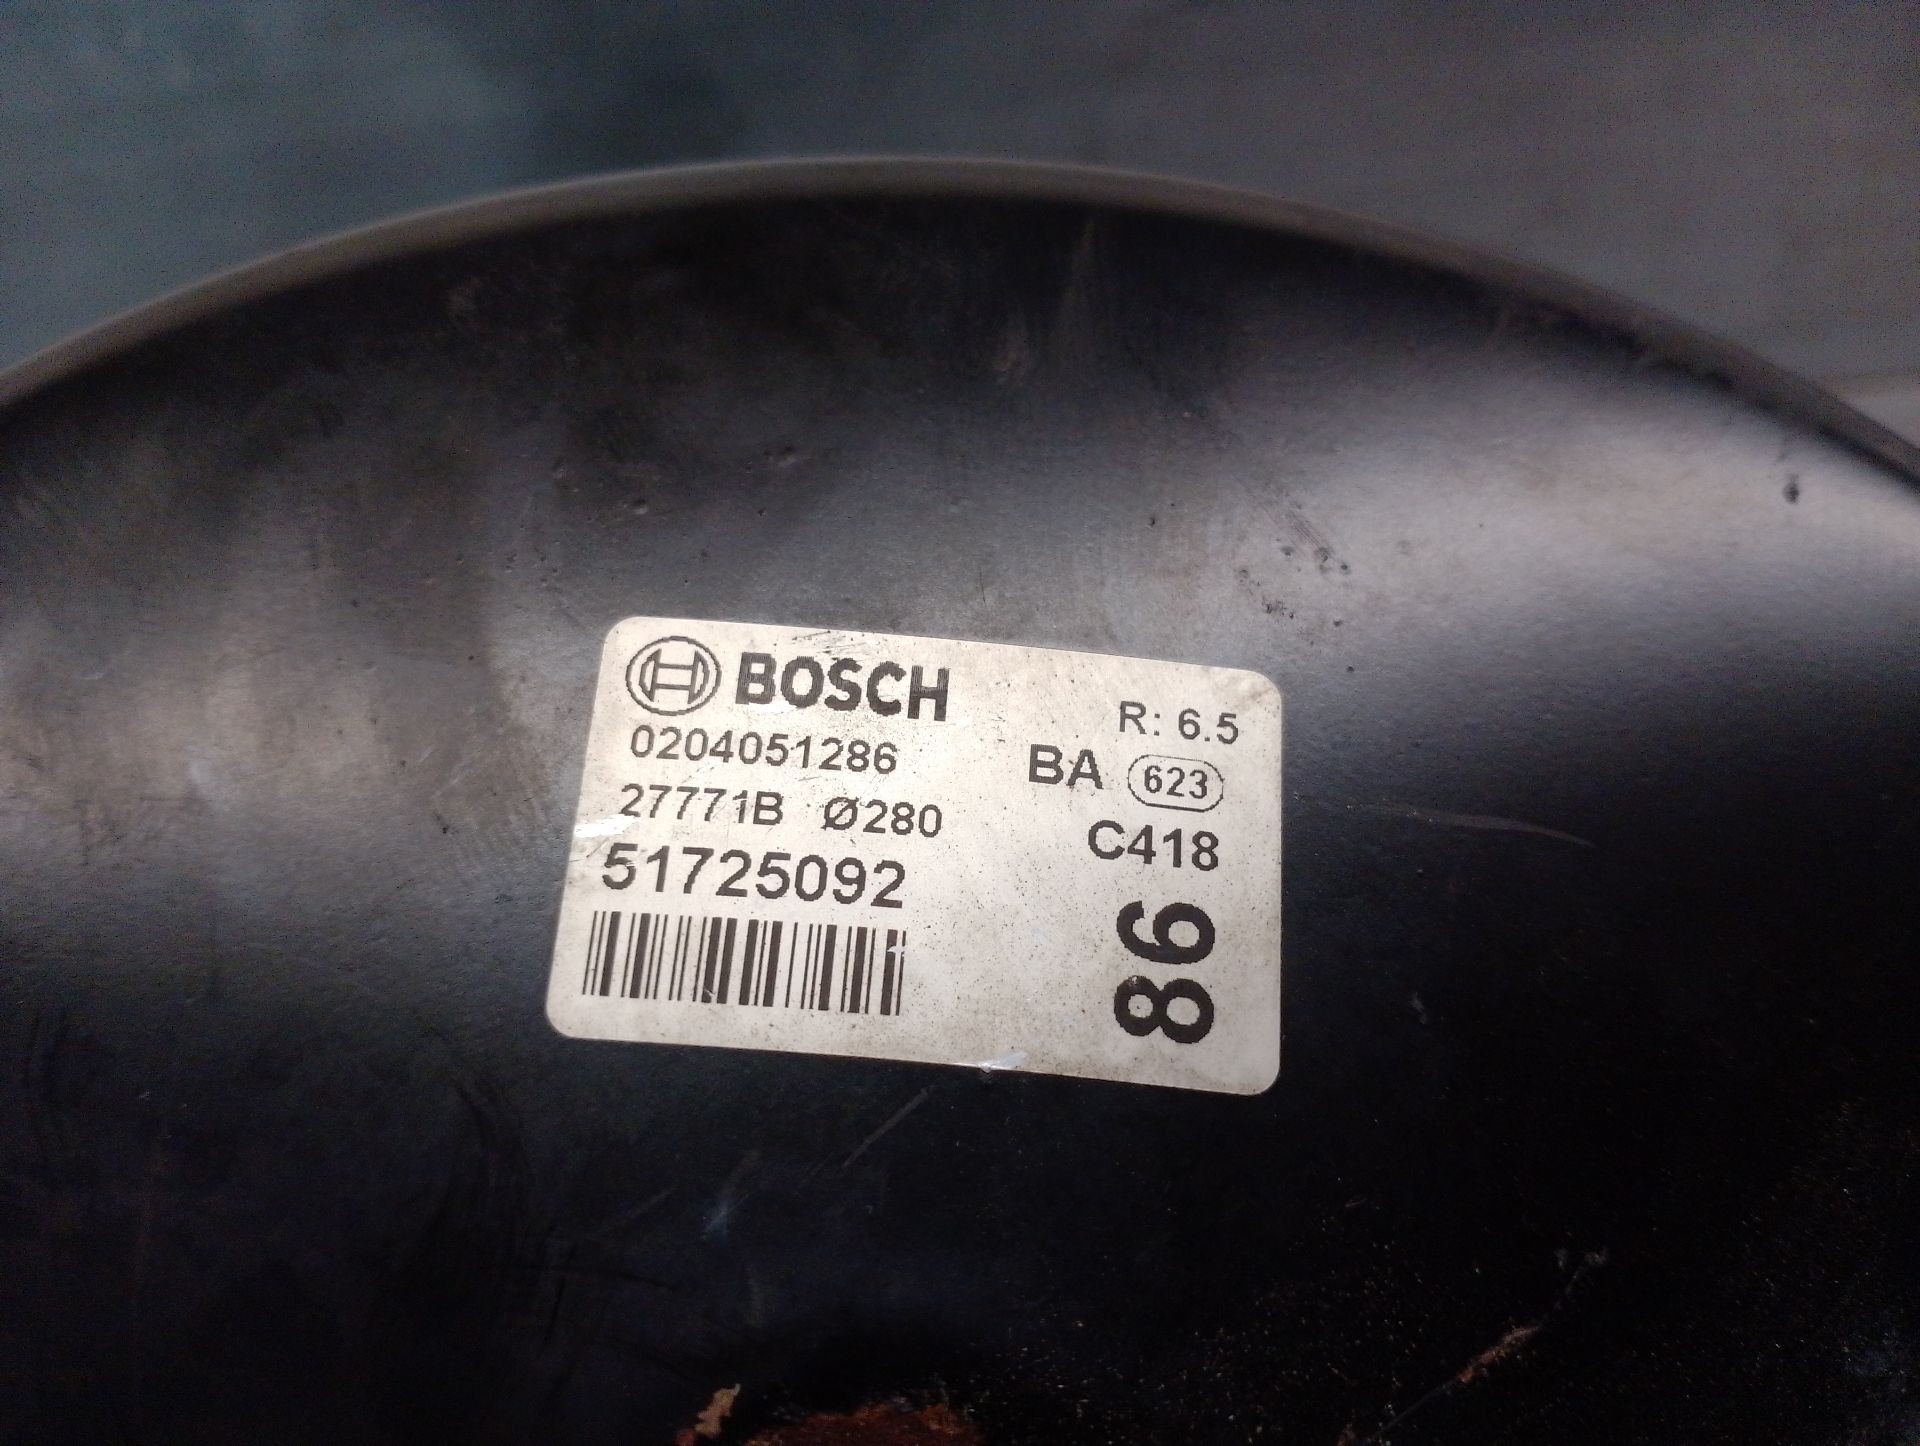 BOSCH
R: 6.5
0204051286
BA 623
27771B Ø280
C418
51725092
86